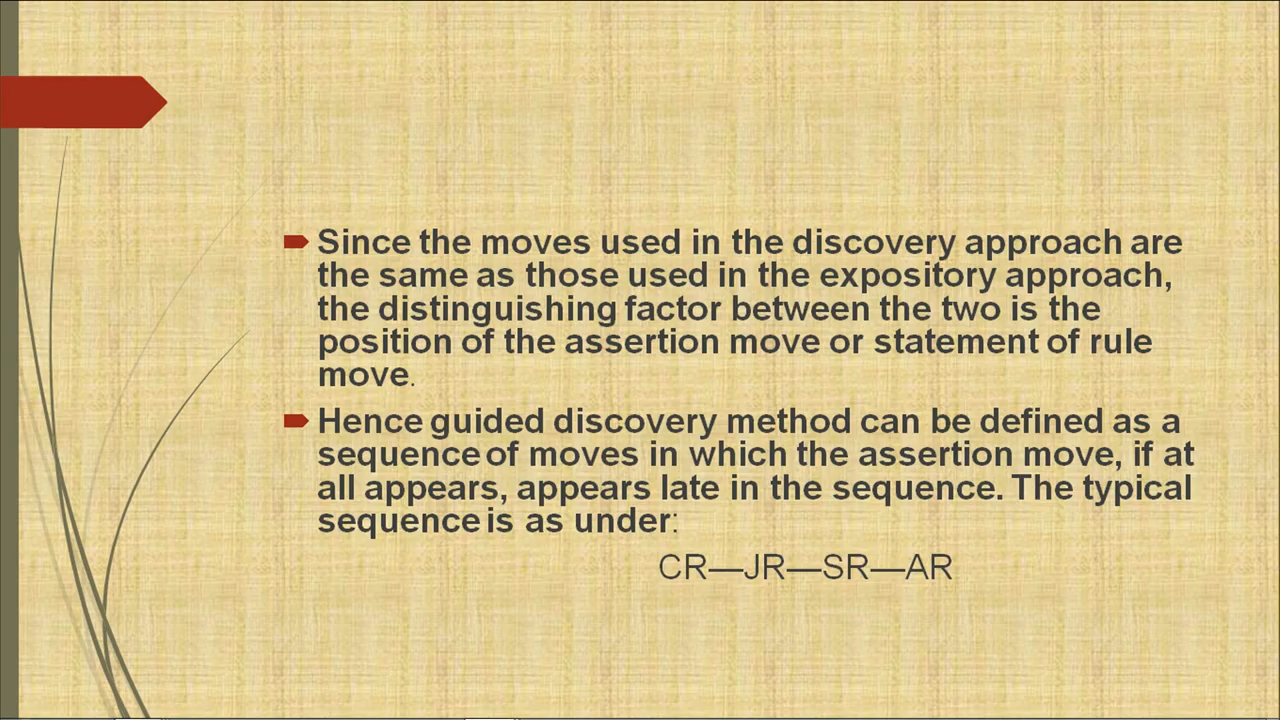 Since the moves used in the discovery approach are
the same as those used in the expository approach,
the distinguishing factor between the two is the
position of the assertion move or statement of rule
move.
Hence guided discovery method can be defined as a
sequence of moves in which the assertion move, if at
all appears, appears late in the sequence. The typical
sequence is as under:
CR—JR—SR—AR